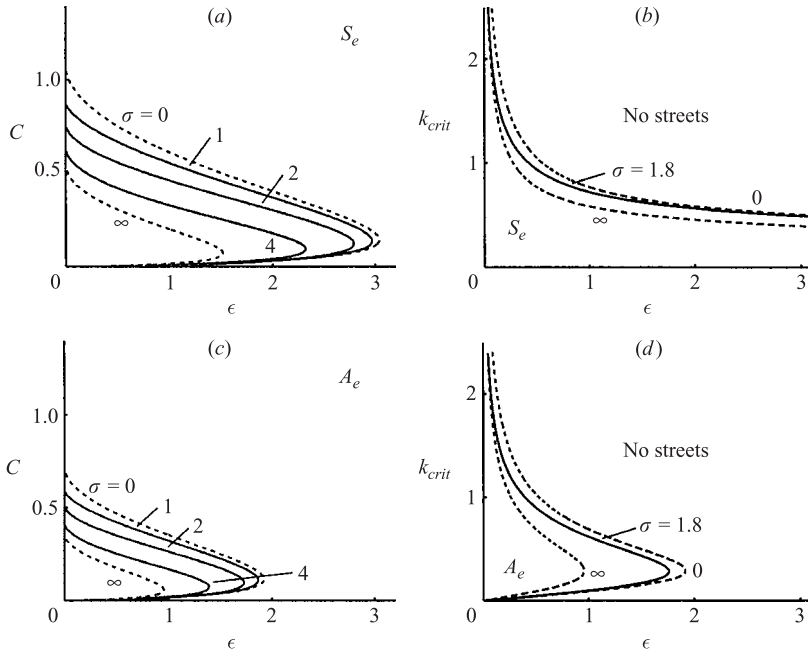 (a)
S_e
1.0
C
0.5
σ = 0
1
2
4
∞
0
1
2
3
ϵ
(b)
2
k_crit
1
No streets
σ = 1.8
0
∞
S_e
0
1
2
3
ϵ
(c)
A_e
1.0
C
0.5
σ = 0
1
2
4
∞
0
1
2
3
ϵ
(d)
2
k_crit
1
No streets
σ = 1.8
0
∞
A_e
0
1
2
3
ϵ